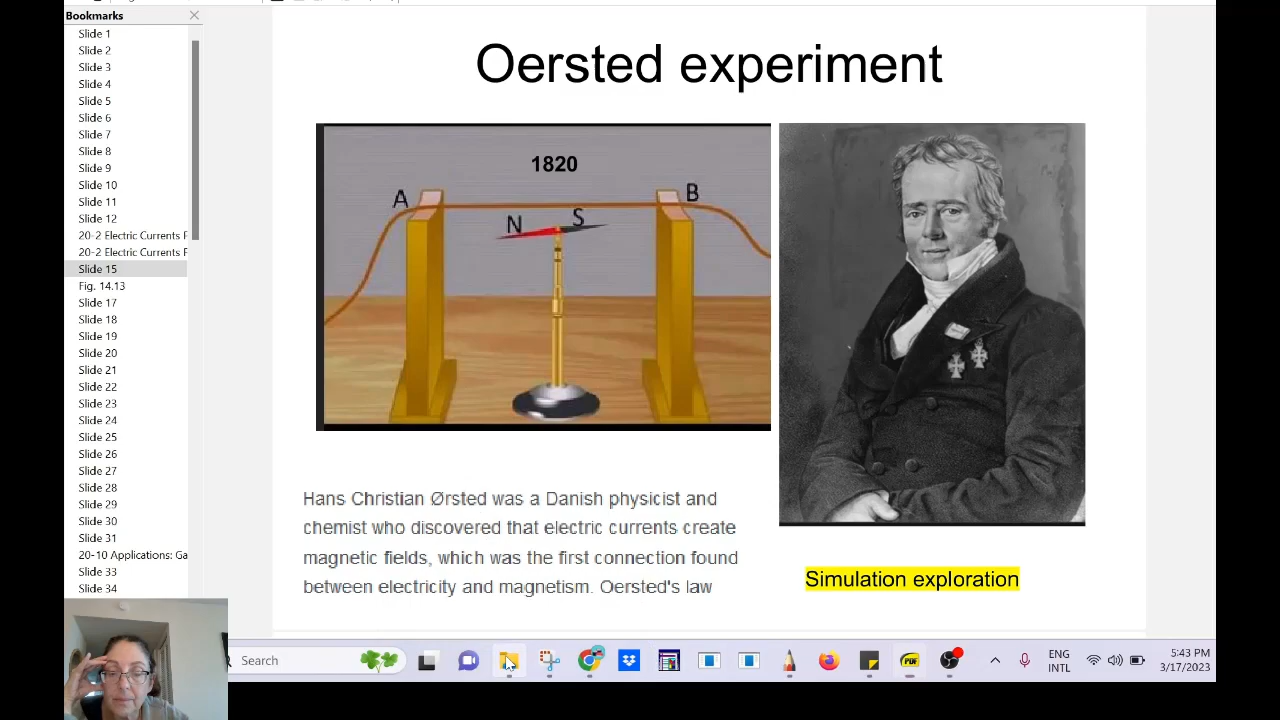 Bookmarks
Slide 1
Slide 2
Slide 3
Slide 4
Slide 5
Slide 6
Slide 7
Slide 8
Slide 9
Slide 10
Slide 11
Slide 12
20-2 Electric Currents F
20-2 Electric Currents F
Slide 15
Fig. 14.13
Slide 17
Slide 18
Slide 19
Slide 20
Slide 21
Slide 22
Slide 23
Slide 24
Slide 25
Slide 26
Slide 27
Slide 28
Slide 29
Slide 30
Slide 31
20-10 Applications: Ga
Slide 33
Slide 34
Oersted experiment
1820
A
B
N
S
Hans Christian Ørsted was a Danish physicist and
chemist who discovered that electric currents create
magnetic fields, which was the first connection found
between electricity and magnetism. Oersted's law
Simulation exploration
Search
PDF
ENG
INTL
5:43 PM
3/17/2023